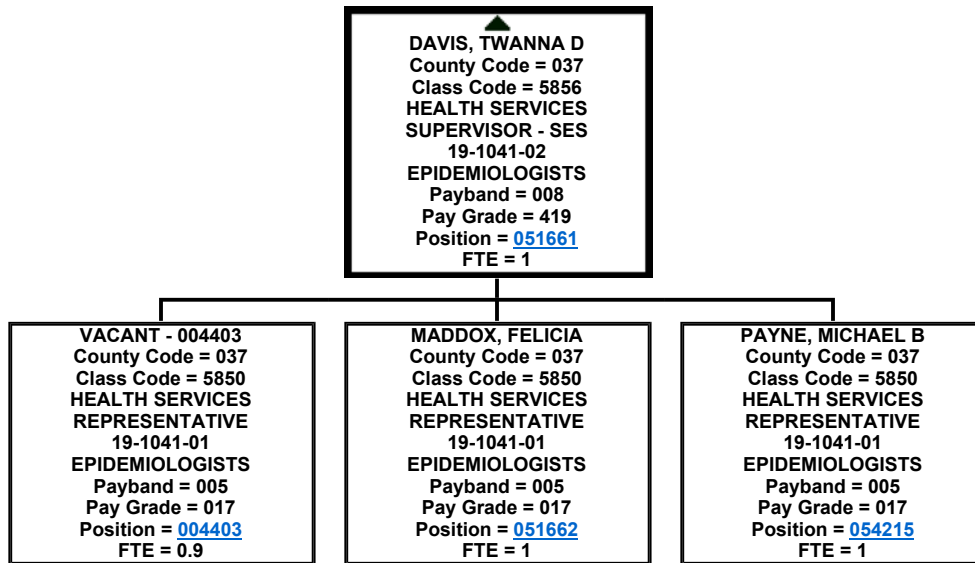 DAVIS, TWANNA D
County Code = 037
Class Code = 5856
HEALTH SERVICES
SUPERVISOR - SES
19-1041-02
EPIDEMIOLOGISTS
Payband = 008
Pay Grade = 419
Position = 051661
FTE = 1
VACANT - 004403
County Code = 037
Class Code = 5850
HEALTH SERVICES
REPRESENTATIVE
19-1041-01
EPIDEMIOLOGISTS
Payband = 005
Pay Grade = 017
Position = 004403
FTE = 0.9
MADDOX, FELICIA
County Code = 037
Class Code = 5850
HEALTH SERVICES
REPRESENTATIVE
19-1041-01
EPIDEMIOLOGISTS
Payband = 005
Pay Grade = 017
Position = 051662
FTE = 1
PAYNE, MICHAEL B
County Code = 037
Class Code = 5850
HEALTH SERVICES
REPRESENTATIVE
19-1041-01
EPIDEMIOLOGISTS
Payband = 005
Pay Grade = 017
Position = 054215
FTE = 1